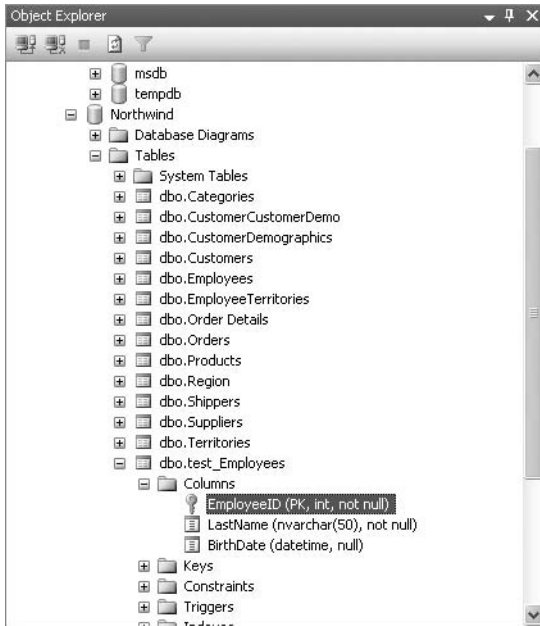 Object Explorer
msdb
tempdb
Northwind
Database Diagrams
Tables
System Tables
dbo.Categories
dbo.CustomerCustomerDemo
dbo.CustomerDemographics
dbo.Customers
dbo.Employees
dbo.EmployeeTerritories
dbo.Order Details
dbo.Orders
dbo.Products
dbo.Region
dbo.Shippers
dbo.Suppliers
dbo.Territories
dbo.test_Employees
Columns
EmployeeID (PK, int, not null)
LastName (nvarchar(50), not null)
BirthDate (datetime, null)
Keys
Constraints
Triggers